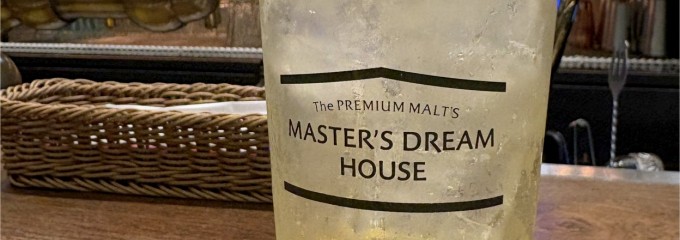 The PREMIUM MALT'S
MASTER'S DREAM
HOUSE